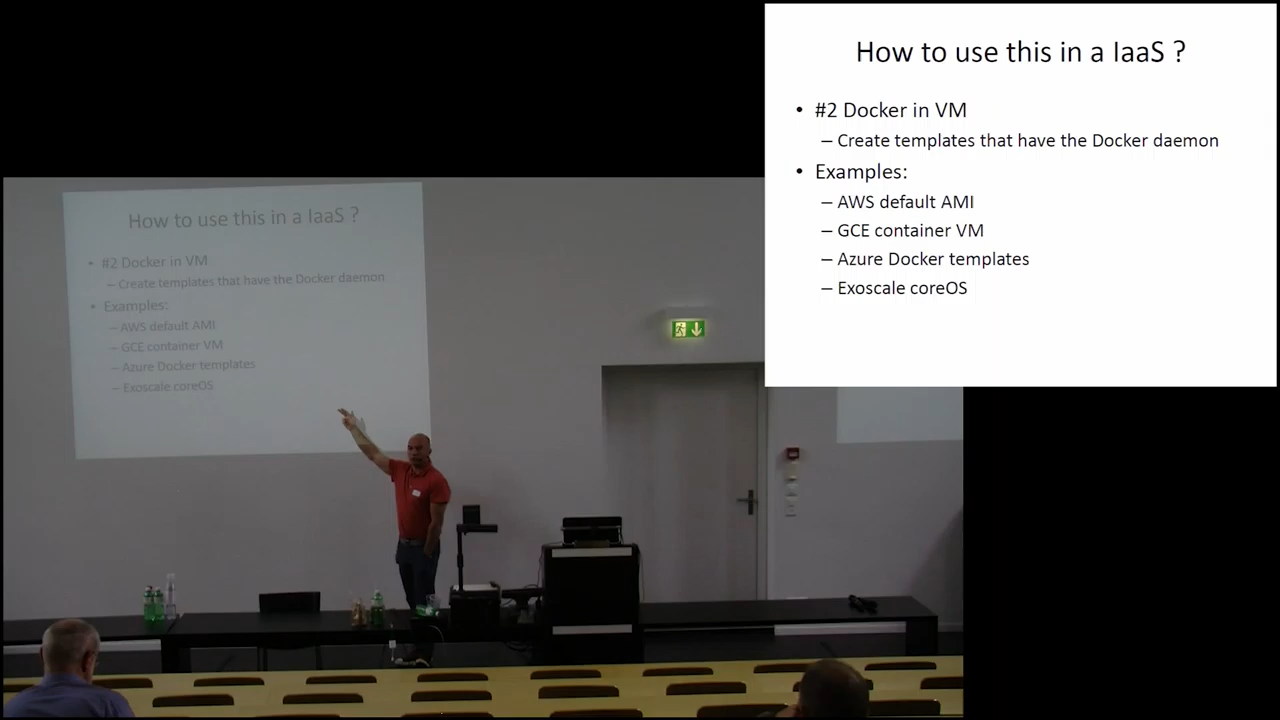 How to use this in a IaaS ?
• #2 Docker in VM
– Create templates that have the Docker daemon
• Examples:
– AWS default AMI
– GCE container VM
– Azure Docker templates
– Exoscale coreOS
How to use this in a IaaS ?
• #2 Docker in VM
– Create templates that have the Docker daemon
• Examples:
– AWS default AMI
– GCE container VM
– Azure Docker templates
– Exoscale coreOS